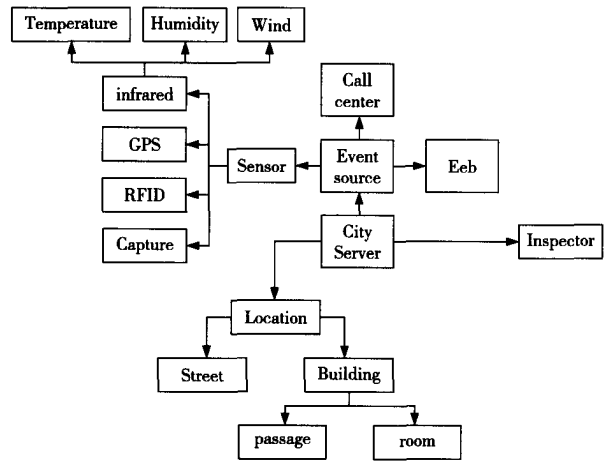 Temperature
Humidity
Wind
infrared
Call
center
GPS
Sensor
Event
source
Eeb
RFID
Capture
City
Server
Inspector
Location
Street
Building
passage
room